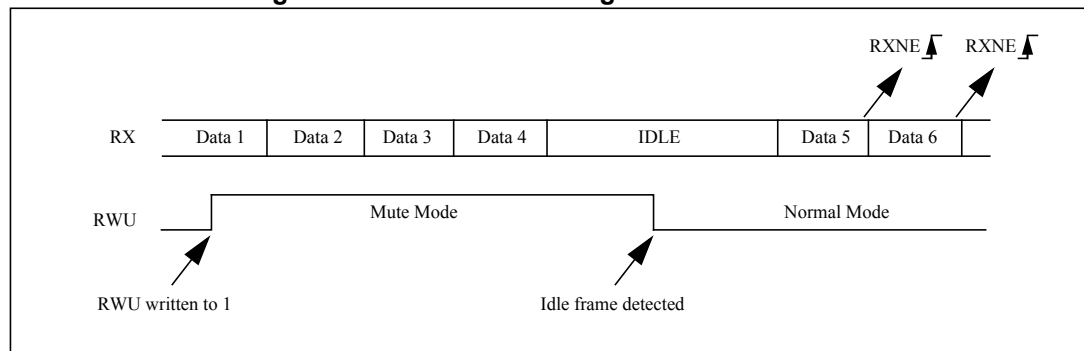 RXNE RXNE
RX Data 1 Data 2 Data 3 Data 4 IDLE Data 5 Data 6
RWU Mute Mode Normal Mode
RWU written to 1 Idle frame detected